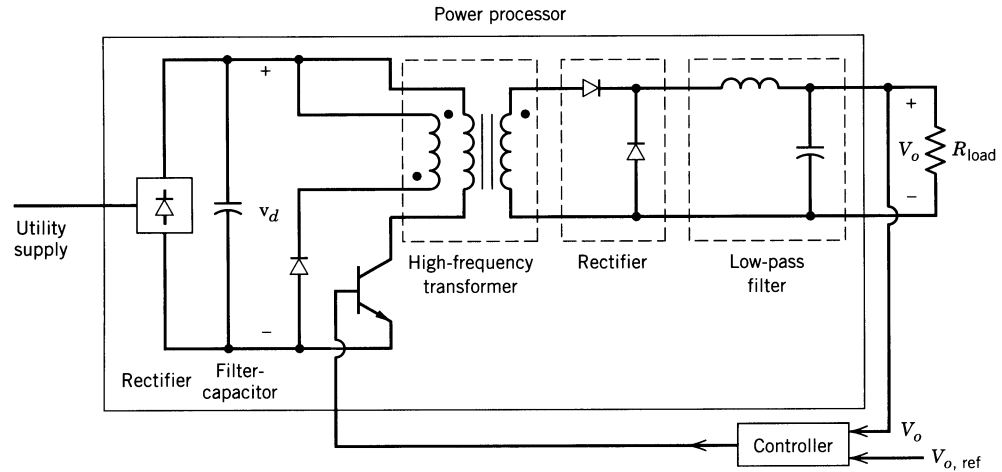 Power processor
+
v_d
−
Utility
supply
Rectifier
Filter-
capacitor
High-frequency
transformer
Rectifier
Low-pass
filter
+
V_o
−
R_load
Controller
V_o
V_o, ref